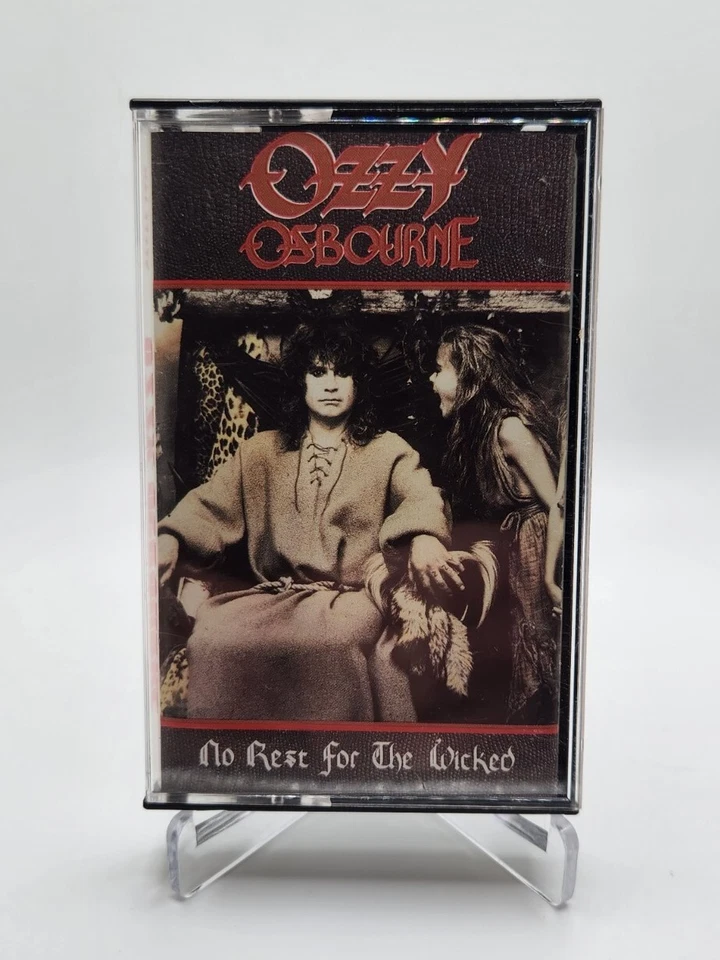 Ozzy
OSBOURNE
No Rest for The Wicked